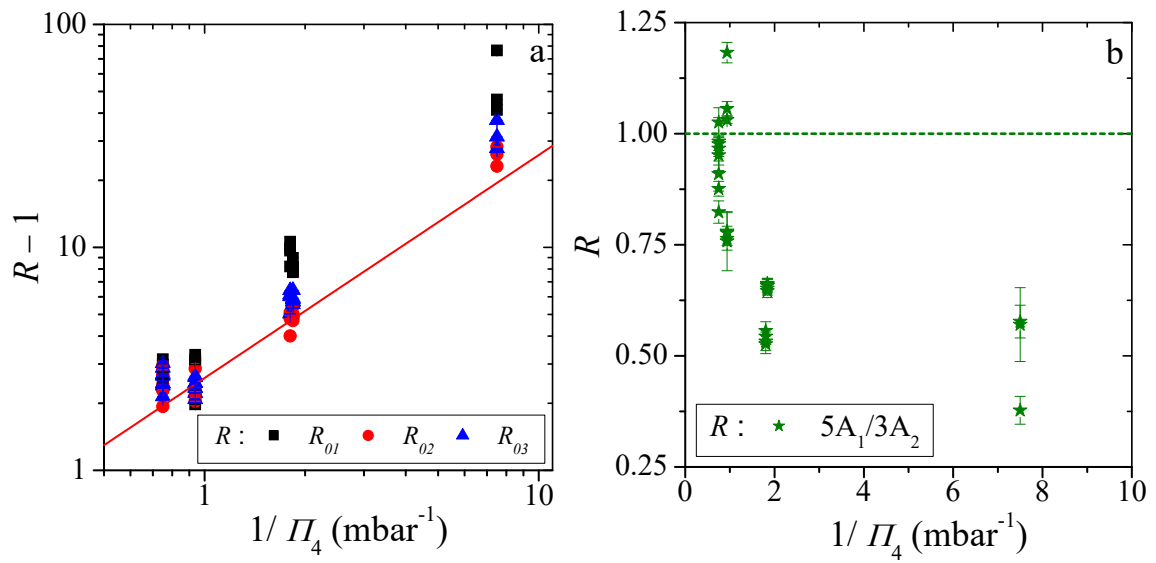 a
100
10
1
R – 1
R : R01 R02 R03
1 10
1/ Π4 (mbar-1)
b
1.25
1.00
0.75
0.50
0.25
R
R : 5A1/3A2
0 2 4 6 8 10
1/ Π4 (mbar-1)